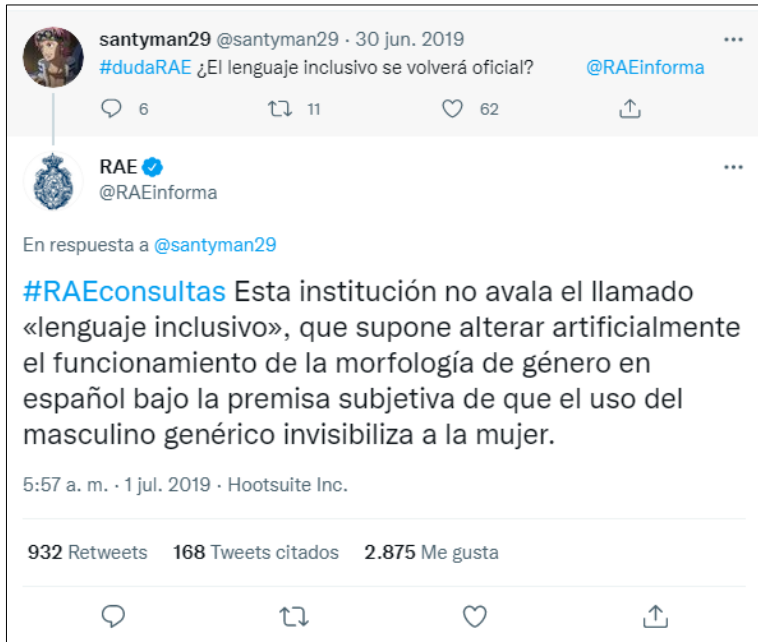 santyman29 @santyman29 · 30 jun. 2019
#dudaRAE ¿El lenguaje inclusivo se volverá oficial? @RAEinforma
6 11 62
RAE
@RAEinforma
En respuesta a @santyman29
#RAEconsultas Esta institución no avala el llamado
«lenguaje inclusivo», que supone alterar artificialmente
el funcionamiento de la morfología de género en
español bajo la premisa subjetiva de que el uso del
masculino genérico invisibiliza a la mujer.
5:57 a. m. · 1 jul. 2019 · Hootsuite Inc.
932 Retweets 168 Tweets citados 2.875 Me gusta